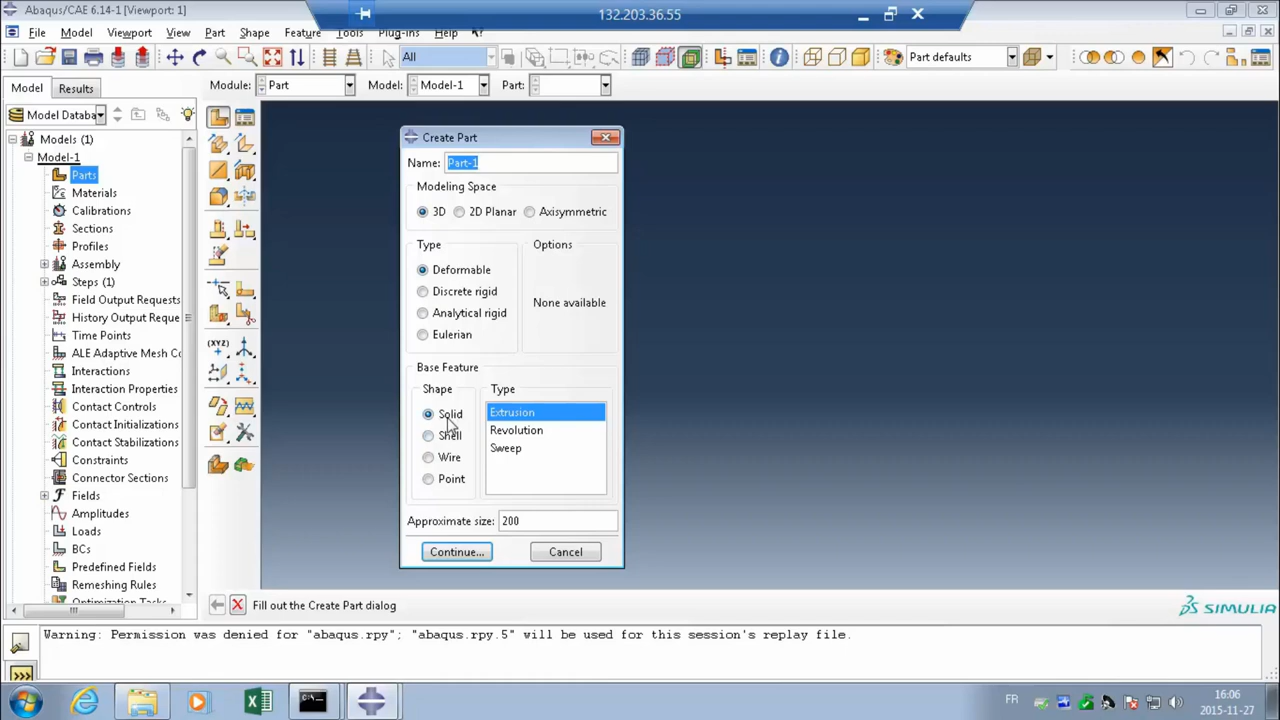 Abaqus/CAE 6.14-1 [Viewport: 1]
132.203.36.55
File Model Viewport View Part Shape Feature Tools Plug-ins Help
All
Part defaults
Model Results
Module: Part Model: Model-1 Part:
Model Databa
Models (1)
Model-1
Parts
Materials
Calibrations
Sections
Profiles
Assembly
Steps (1)
Field Output Requests
History Output Reque
Time Points
ALE Adaptive Mesh Co
Interactions
Interaction Properties
Contact Controls
Contact Initializations
Contact Stabilizations
Constraints
Connector Sections
Fields
Amplitudes
Loads
BCs
Predefined Fields
Remeshing Rules
(XYZ)
Create Part
Name: Part-1
Modeling Space
3D 2D Planar Axisymmetric
Type
Deformable
Discrete rigid
Analytical rigid
Eulerian
Options
None available
Base Feature
Shape
Solid
Shell
Wire
Point
Type
Extrusion
Revolution
Sweep
Approximate size: 200
Continue... Cancel
Fill out the Create Part dialog
SIMULIA
Warning: Permission was denied for "abaqus.rpy"; "abaqus.rpy.5" will be used for this session's replay file.
>>>
FR
16:06
2015-11-27